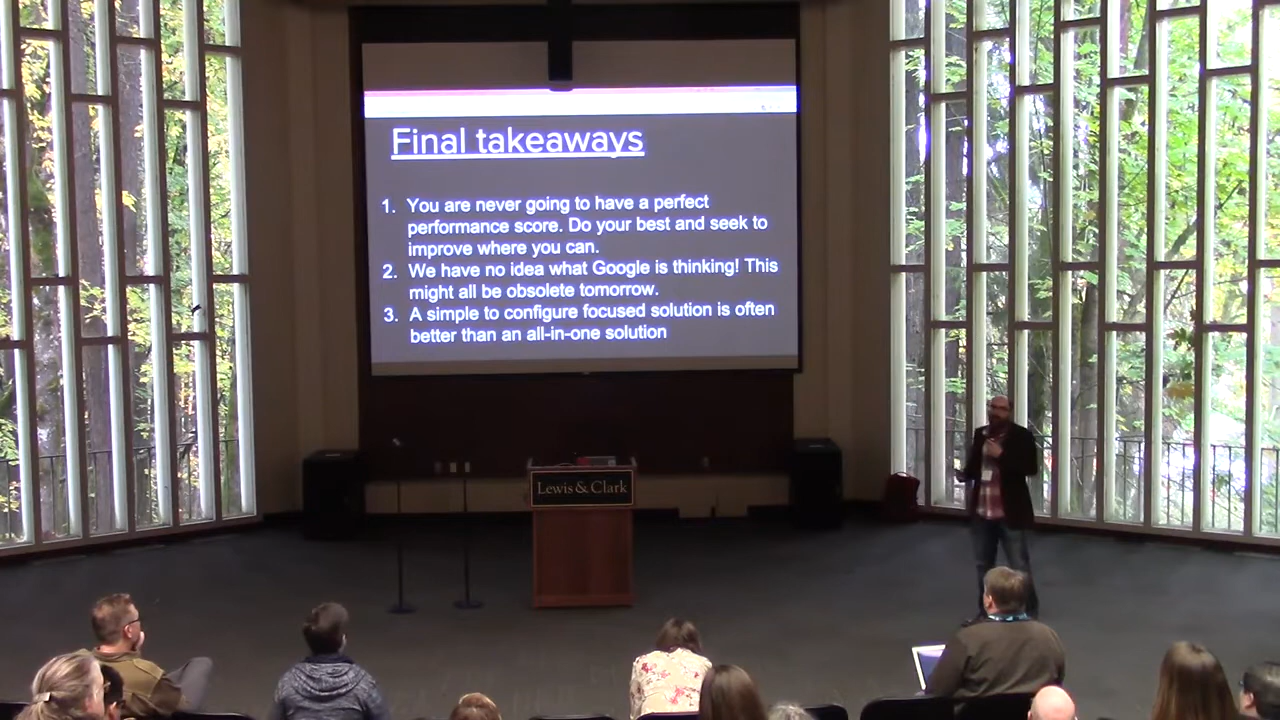 Final takeaways
1. You are never going to have a perfect
performance score. Do your best and seek to
improve where you can.
2. We have no idea what Google is thinking! This
might all be obsolete tomorrow.
3. A simple to configure focused solution is often
better than an all-in-one solution
Lewis & Clark